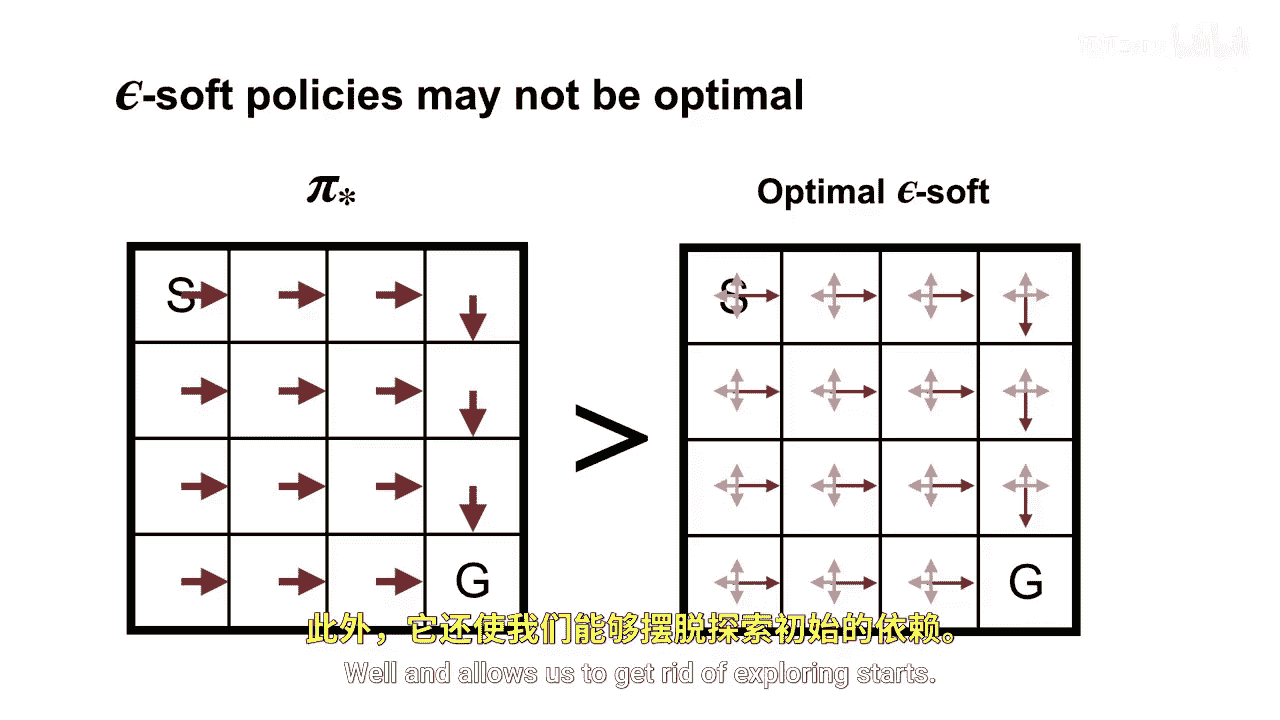 ϵ-soft policies may not be optimal
π*
Optimal ϵ-soft
S
S
>
G
G
此外，它还使我们能够摆脱探索初始的依赖。
Well and allows us to get rid of exploring starts.